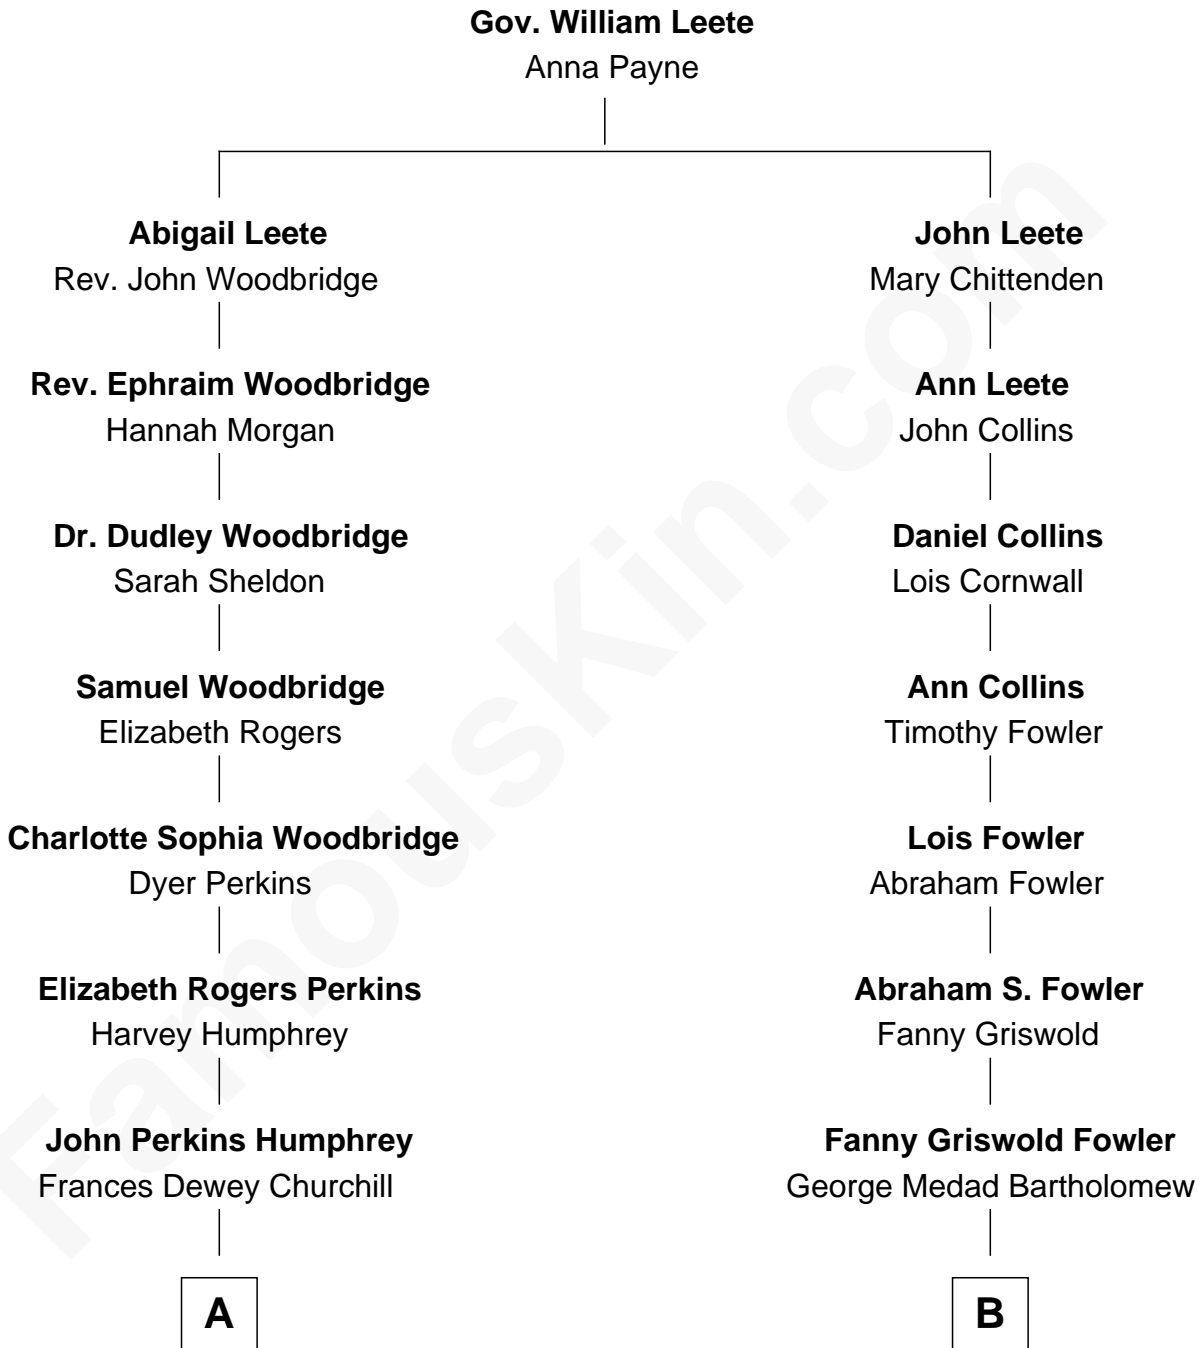 Gov. William Leete
Anna Payne
Abigail Leete
Rev. John Woodbridge
John Leete
Mary Chittenden
Rev. Ephraim Woodbridge
Hannah Morgan
Ann Leete
John Collins
Dr. Dudley Woodbridge
Sarah Sheldon
Daniel Collins
Lois Cornwall
Samuel Woodbridge
Elizabeth Rogers
Ann Collins
Timothy Fowler
Charlotte Sophia Woodbridge
Dyer Perkins
Lois Fowler
Abraham Fowler
Elizabeth Rogers Perkins
Harvey Humphrey
Abraham S. Fowler
Fanny Griswold
John Perkins Humphrey
Frances Dewey Churchill
Fanny Griswold Fowler
George Medad Bartholomew
A
B
FamousKin.com